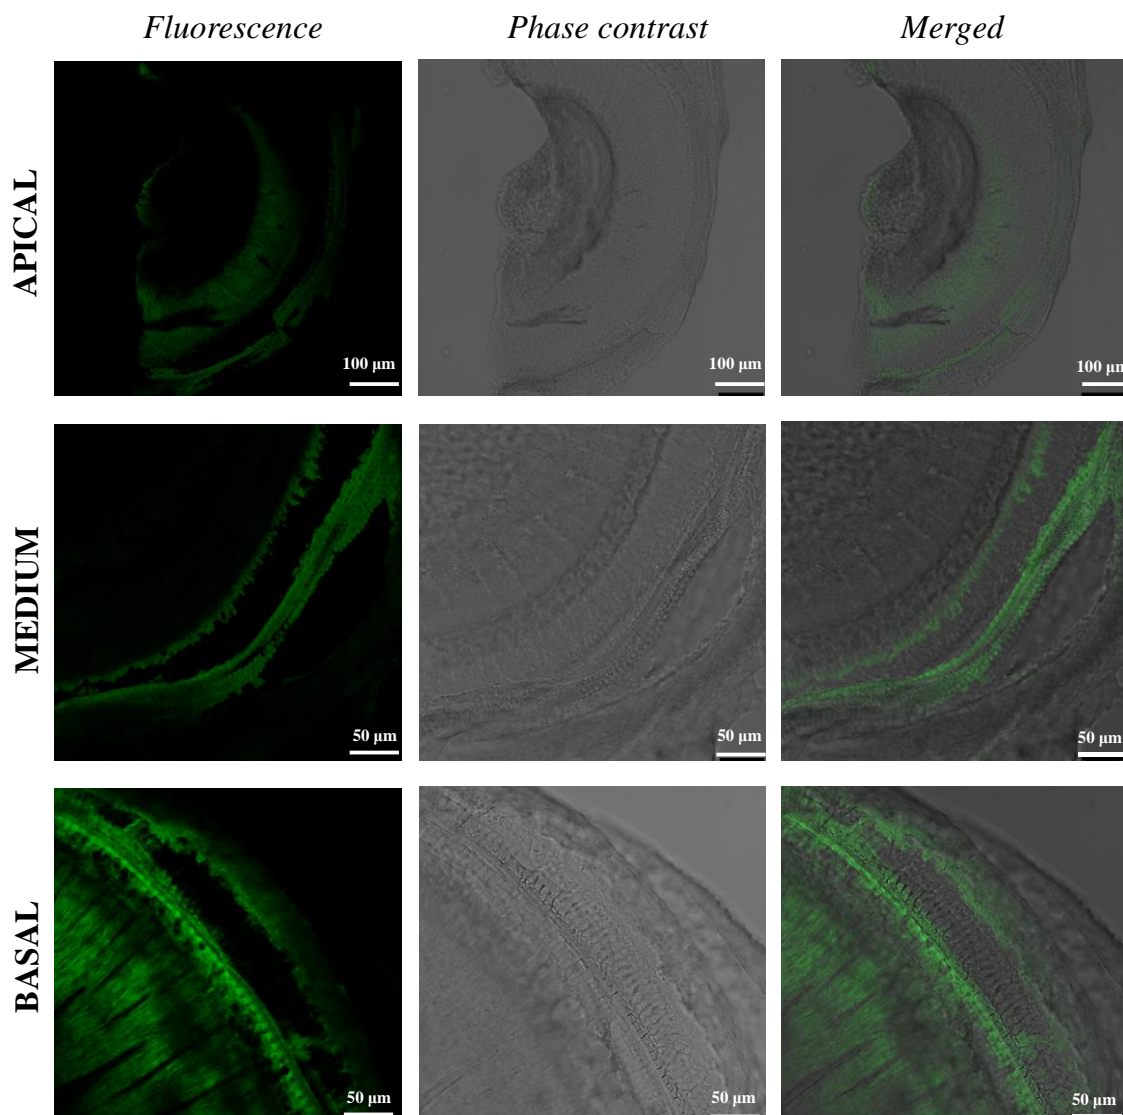 Fluorescence Phase contrast Merged
APICAL
100 μm 100 μm 100 μm
MEDIUM
50 μm 50 μm 50 μm
BASAL
50 μm 50 μm 50 μm